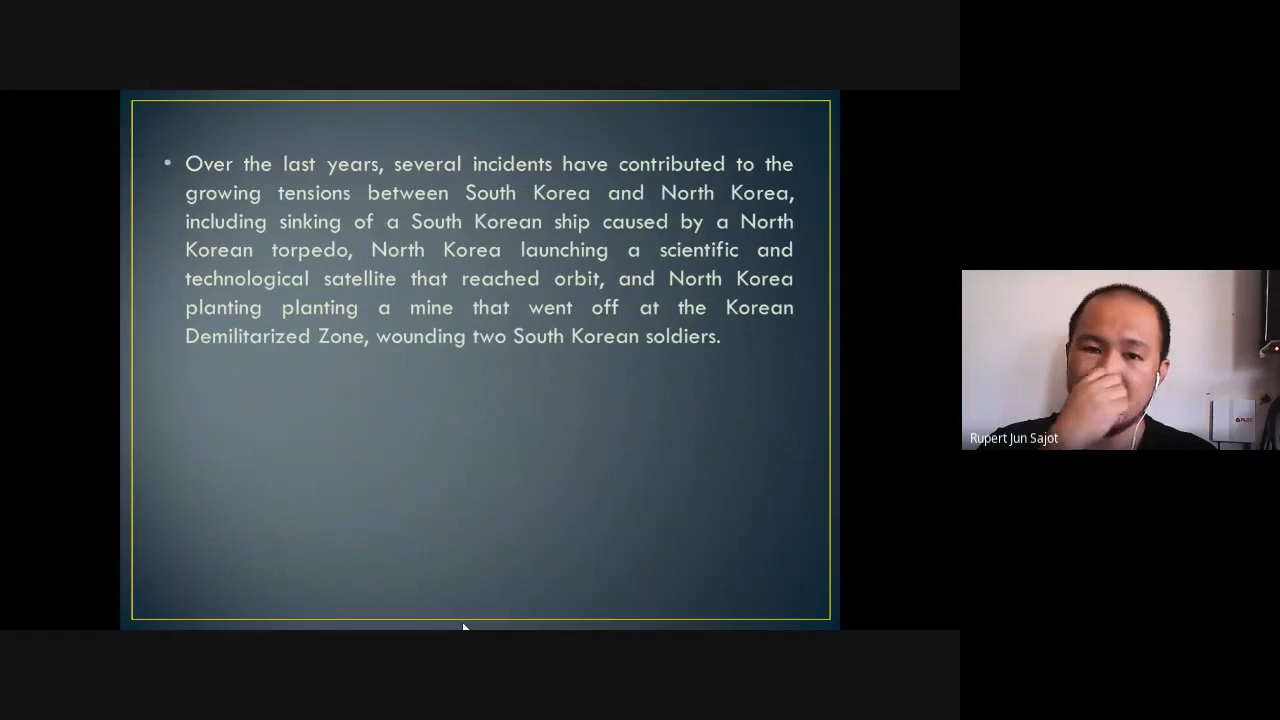 • Over the last years, several incidents have contributed to the
growing tensions between South Korea and North Korea,
including sinking of a South Korean ship caused by a North
Korean torpedo, North Korea launching a scientific and
technological satellite that reached orbit, and North Korea
planting planting a mine that went off at the Korean
Demilitarized Zone, wounding two South Korean soldiers.
Rupert Jun Sajot